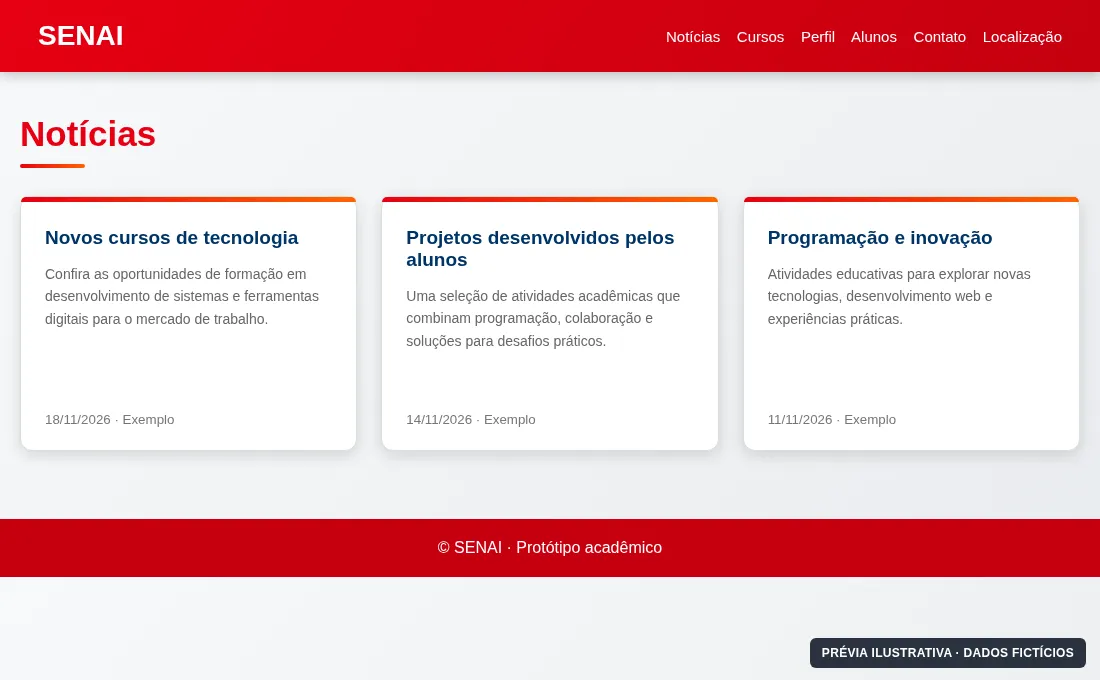 SENAI
Notícias Cursos Perfil Alunos Contato Localização
Notícias
Novos cursos de tecnologia
Confira as oportunidades de formação em
desenvolvimento de sistemas e ferramentas
digitais para o mercado de trabalho.
18/11/2026 · Exemplo
Projetos desenvolvidos pelos
alunos
Uma seleção de atividades acadêmicas que
combinam programação, colaboração e
soluções para desafios práticos.
14/11/2026 · Exemplo
Programação e inovação
Atividades educativas para explorar novas
tecnologias, desenvolvimento web e
experiências práticas.
11/11/2026 · Exemplo
© SENAI · Protótipo acadêmico
PRÉVIA ILUSTRATIVA · DADOS FICTÍCIOS